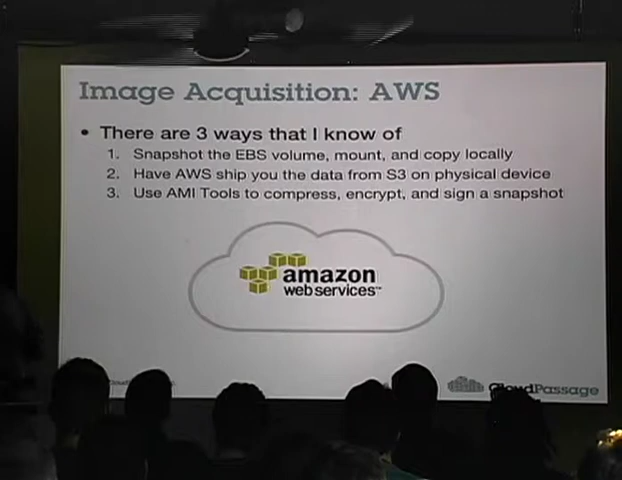 Image Acquisition: AWS
• There are 3 ways that I know of
1. Snapshot the EBS volume, mount, and copy locally
2. Have AWS ship you the data from S3 on physical device
3. Use AMI Tools to compress, encrypt, and sign a snapshot
amazon
webservices™
CloudPassage